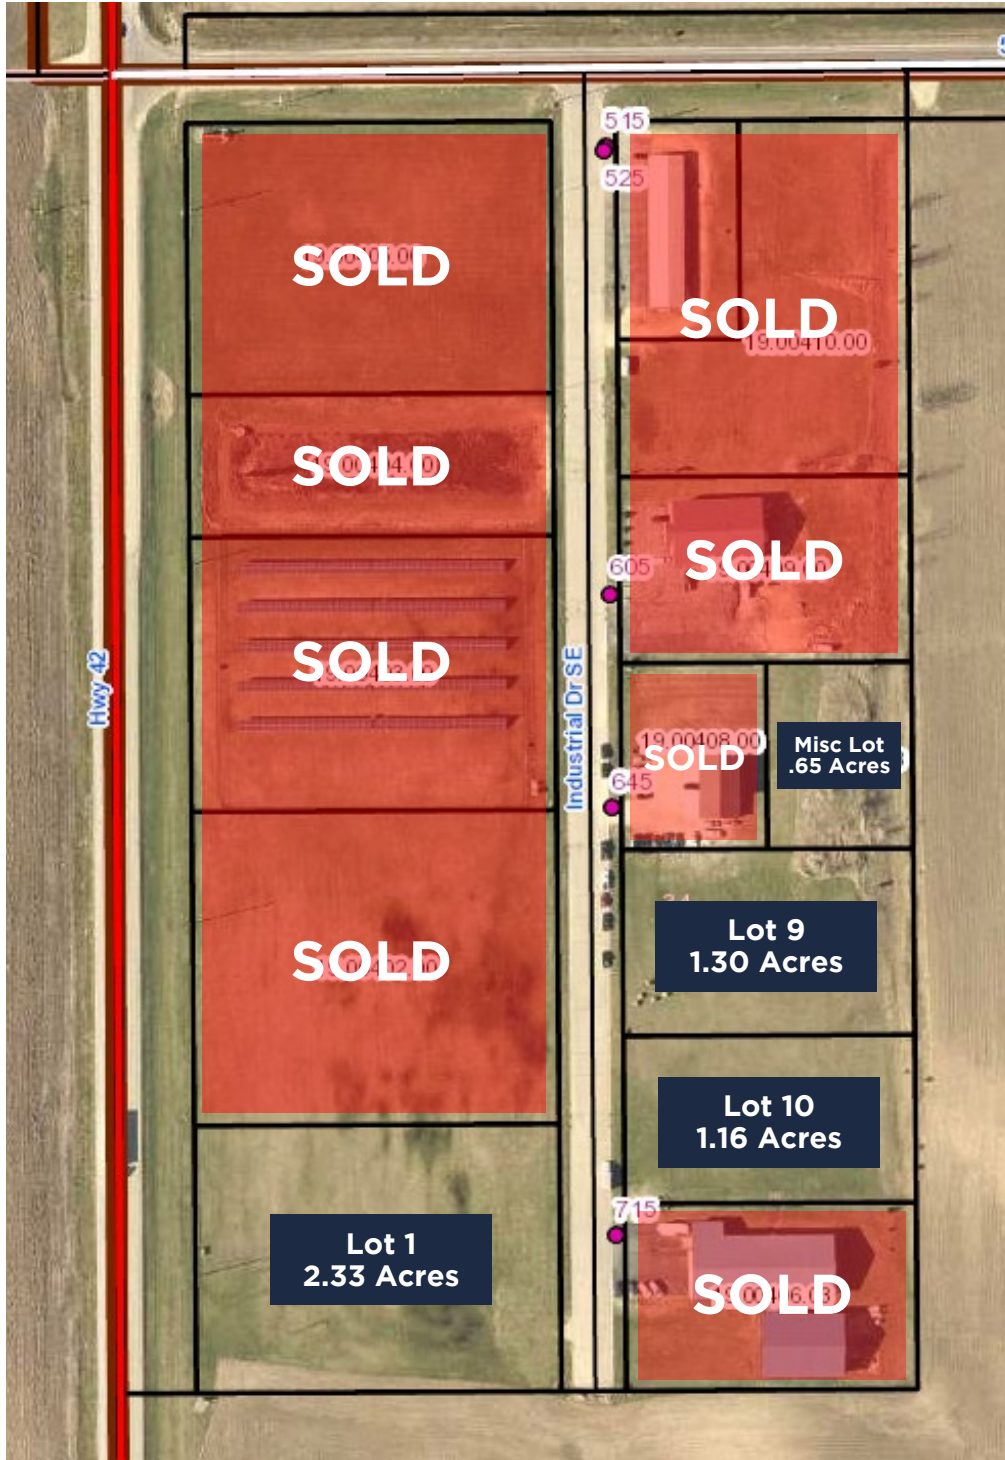 515
525
SOLD
SOLD
19.00410.00
SOLD
SOLD
605
SOLD
Hwy 42
Industrial Dr SE
19.00408.00
SOLD
Misc Lot
.65 Acres
645
Lot 9
1.30 Acres
SOLD
Lot 10
1.16 Acres
715
Lot 1
2.33 Acres
SOLD